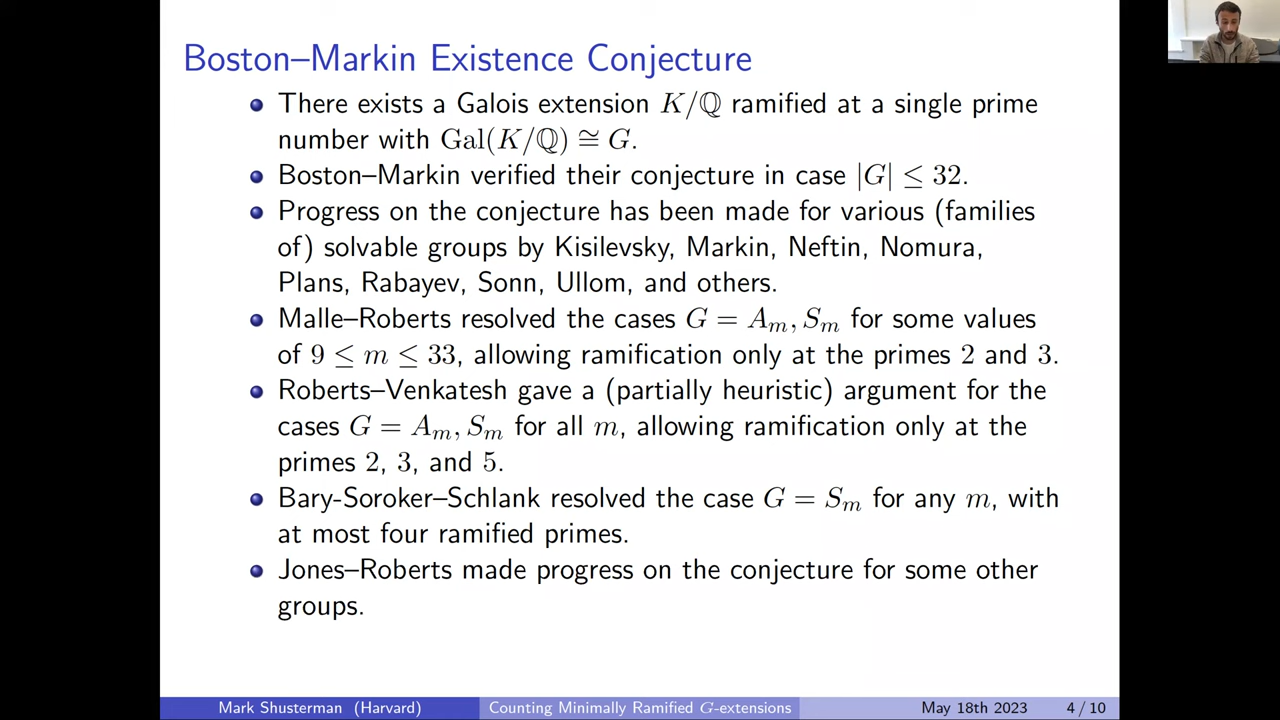 Boston–Markin Existence Conjecture
There exists a Galois extension K/ℚ ramified at a single prime
number with Gal(K/ℚ) ≅ G.
Boston–Markin verified their conjecture in case |G| ≤ 32.
Progress on the conjecture has been made for various (families
of) solvable groups by Kisilevsky, Markin, Neftin, Nomura,
Plans, Rabayev, Sonn, Ullom, and others.
Malle–Roberts resolved the cases G = Aₘ, Sₘ for some values
of 9 ≤ m ≤ 33, allowing ramification only at the primes 2 and 3.
Roberts–Venkatesh gave a (partially heuristic) argument for the
cases G = Aₘ, Sₘ for all m, allowing ramification only at the
primes 2, 3, and 5.
Bary-Soroker–Schlank resolved the case G = Sₘ for any m, with
at most four ramified primes.
Jones–Roberts made progress on the conjecture for some other
groups.
Mark Shusterman (Harvard) Counting Minimally Ramified G-extensions May 18th 2023 4 / 10